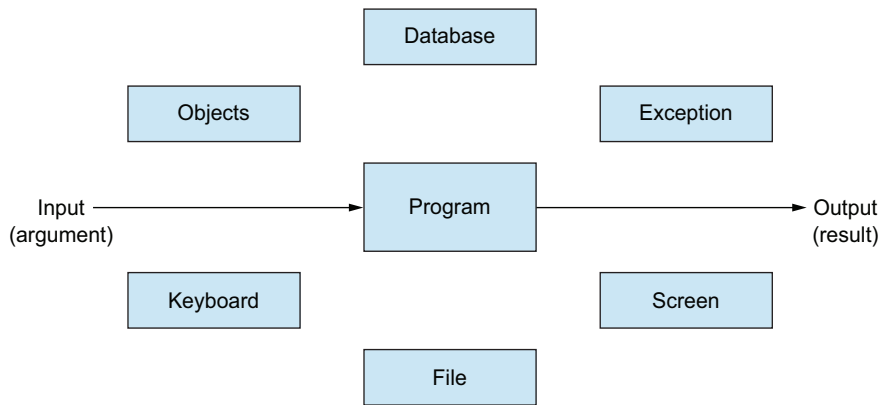 Database
Objects
Exception
Input
(argument)
Program
Output
(result)
Keyboard
Screen
File